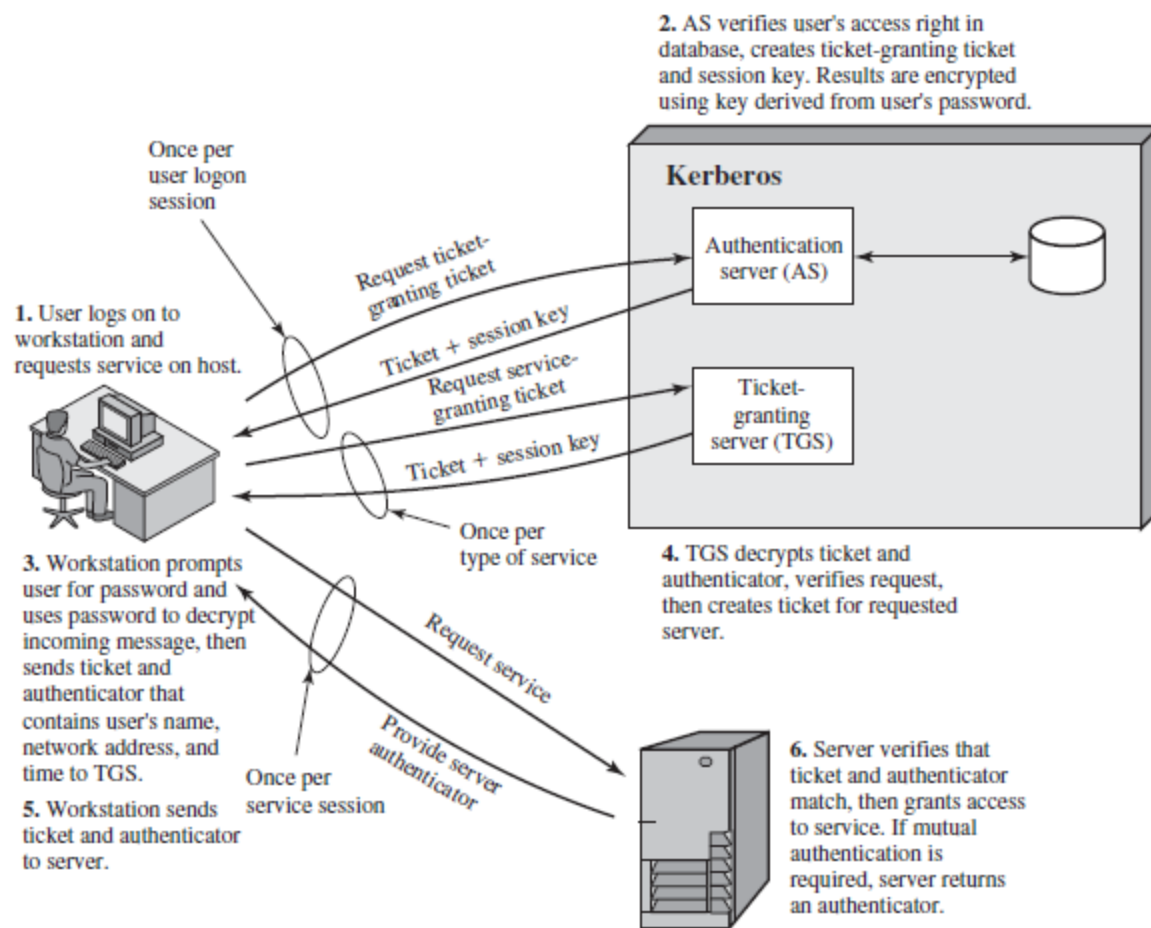 2. AS verifies user's access right in
database, creates ticket-granting ticket
and session key. Results are encrypted
using key derived from user's password.
Once per
user logon
session
Kerberos
Authentication
server (AS)
Request ticket-
granting ticket
1. User logs on to
workstation and
requests service on host.
Ticket + session key
Request service-
granting ticket
Ticket-
granting
server (TGS)
Ticket + session key
Once per
type of service
3. Workstation prompts
user for password and
uses password to decrypt
incoming message, then
sends ticket and
authenticator that
contains user's name,
network address, and
time to TGS.
4. TGS decrypts ticket and
authenticator, verifies request,
then creates ticket for requested
server.
Request service
Provide server
authenticator
Once per
service session
5. Workstation sends
ticket and authenticator
to server.
6. Server verifies that
ticket and authenticator
match, then grants access
to service. If mutual
authentication is
required, server returns
an authenticator.